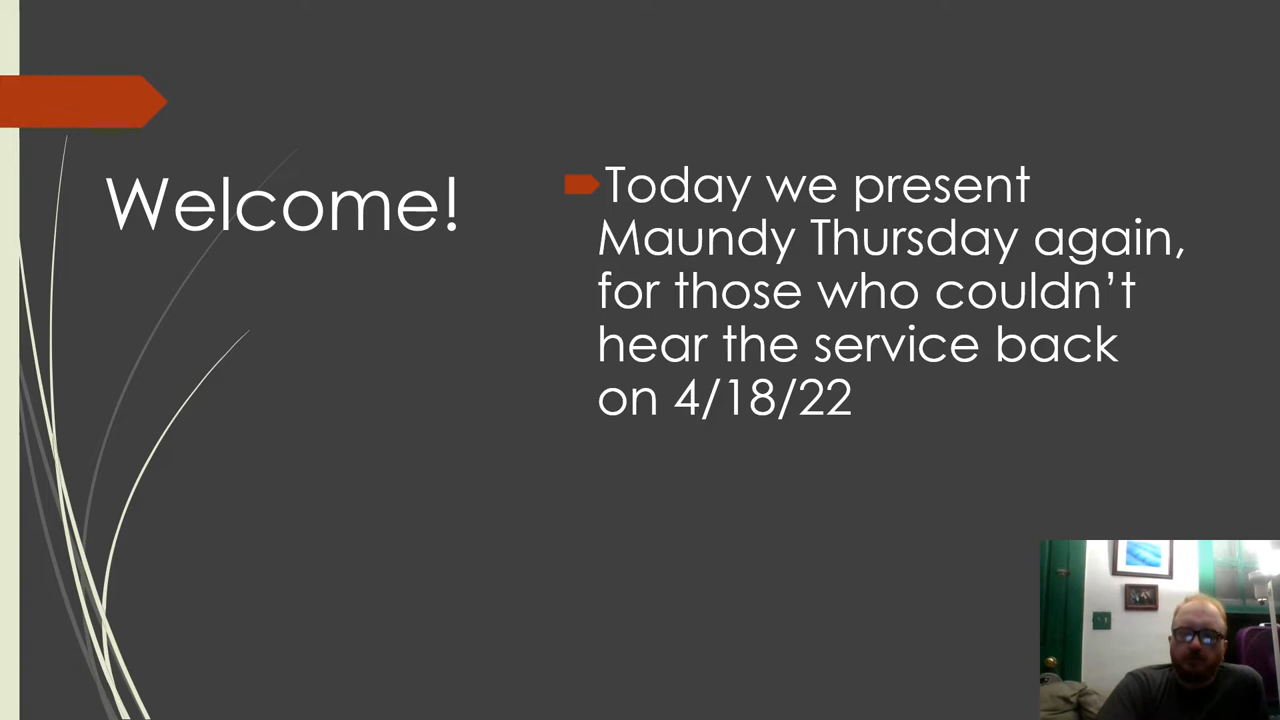 Welcome!
Today we present
Maundy Thursday again,
for those who couldn’t
hear the service back
on 4/18/22